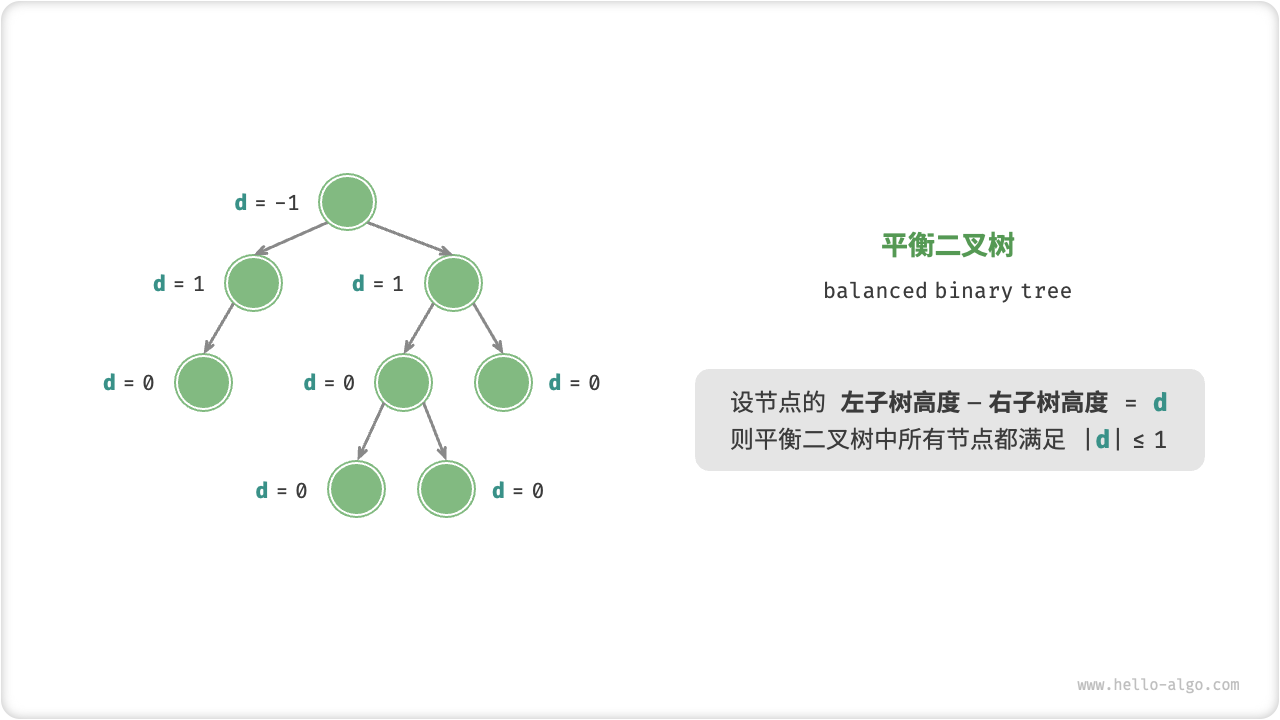 d = -1
d = 1
d = 1
d = 0
d = 0
d = 0
d = 0
d = 0
平衡二叉树
balanced binary tree
设节点的 左子树高度 – 右子树高度 = d
则平衡二叉树中所有节点都满足 |d| ≤ 1
www.hello-algo.com